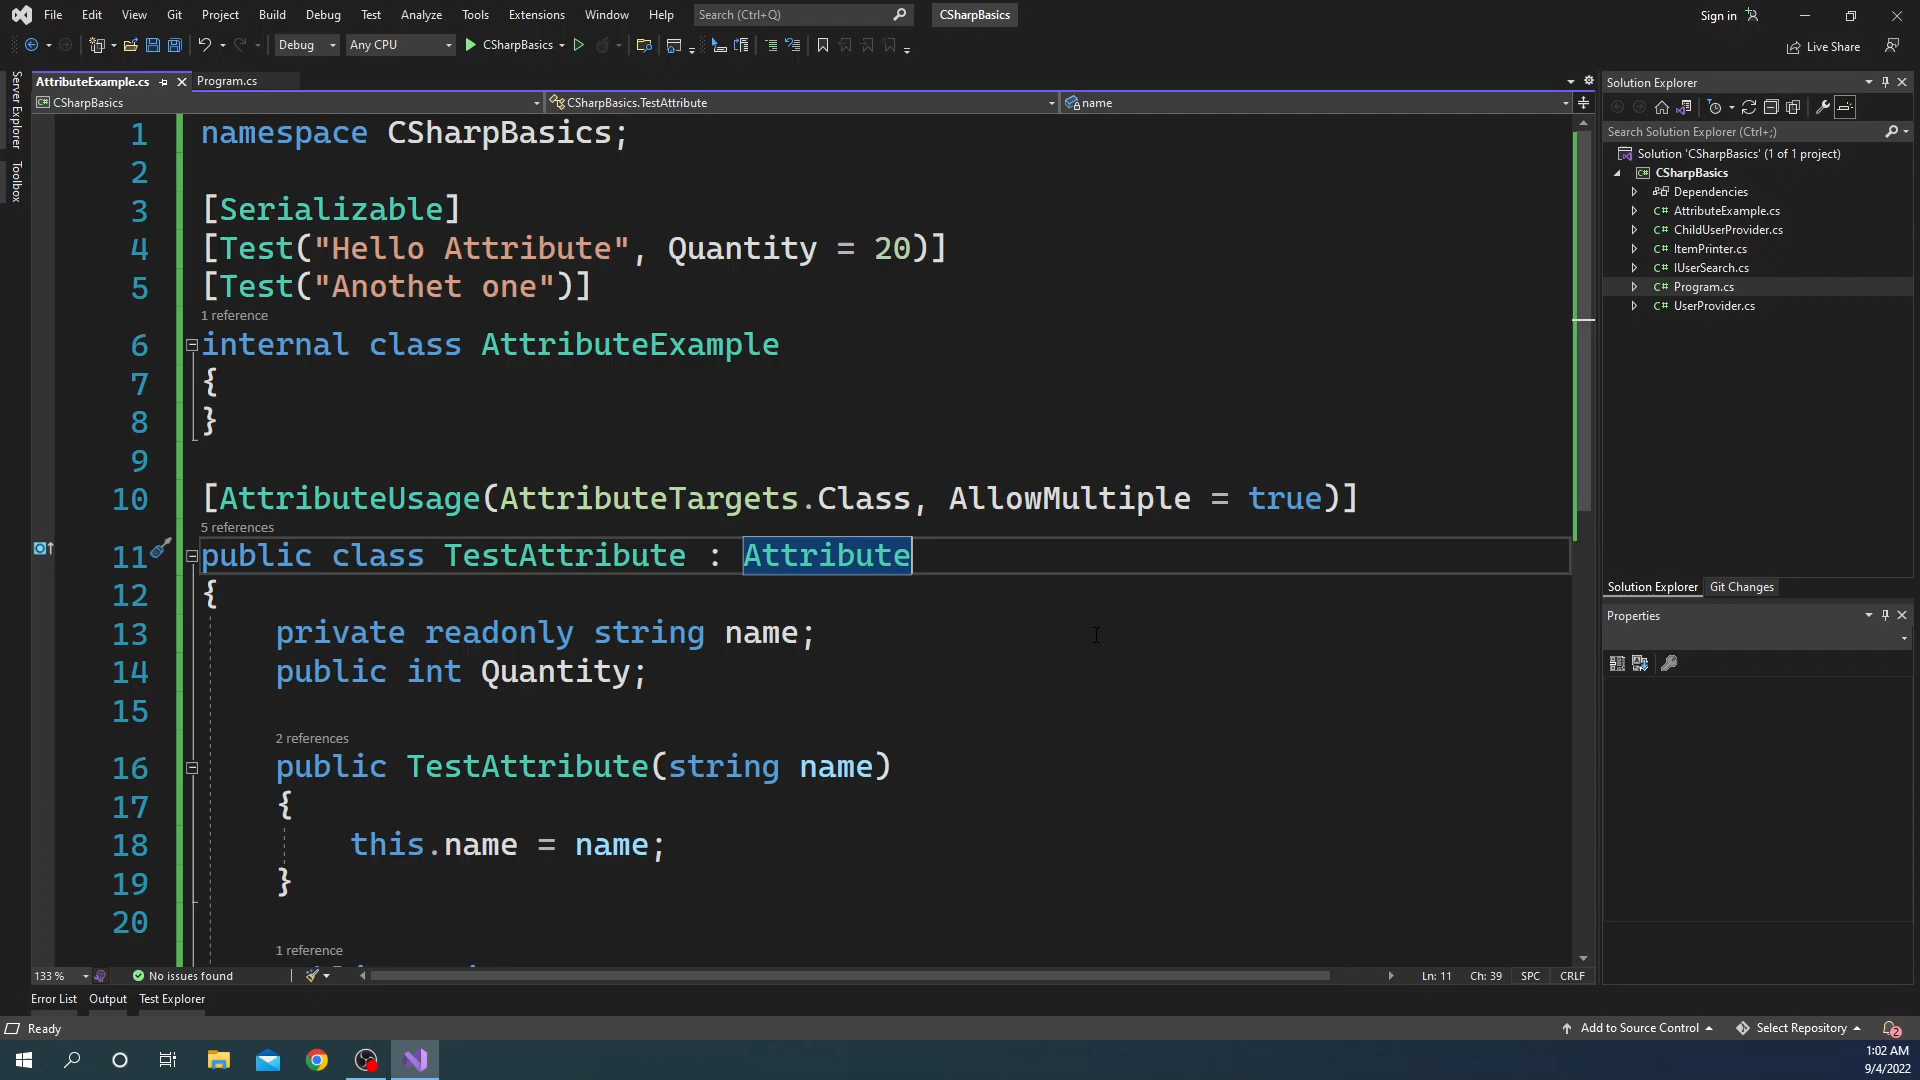 File Edit View Git Project Build Debug Test Analyze Tools Extensions Window Help Search (Ctrl+Q) CSharpBasics Sign in
Debug Any CPU CSharpBasics Live Share
Server Explorer
Toolbox
AttributeExample.cs Program.cs
CSharpBasics CSharpBasics.TestAttribute name
1 namespace CSharpBasics;
2
3 [Serializable]
4 [Test("Hello Attribute", Quantity = 20)]
5 [Test("Anothet one")]
1 reference
6 internal class AttributeExample
7 {
8 }
9
10 [AttributeUsage(AttributeTargets.Class, AllowMultiple = true)]
5 references
11 public class TestAttribute : Attribute
12 {
13 private readonly string name;
14 public int Quantity;
15
2 references
16 public TestAttribute(string name)
17 {
18 this.name = name;
19 }
20
1 reference
133 % No issues found Ln: 11 Ch: 39 SPC CRLF
Error List Output Test Explorer
Solution Explorer
Search Solution Explorer (Ctrl+;)
Solution 'CSharpBasics' (1 of 1 project)
C# CSharpBasics
Dependencies
C# AttributeExample.cs
C# ChildUserProvider.cs
C# ItemPrinter.cs
C# IUserSearch.cs
C# Program.cs
C# UserProvider.cs
Solution Explorer Git Changes
Properties
Ready Add to Source Control Select Repository 2
1:02 AM
9/4/2022